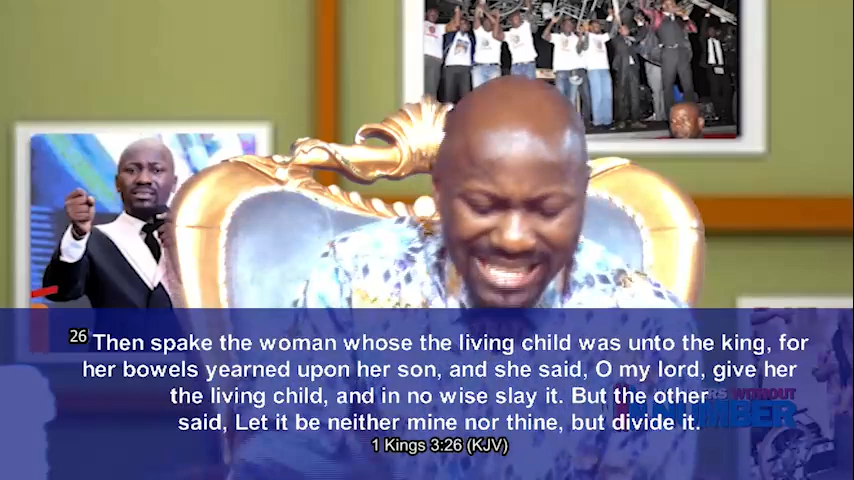 26 Then spake the woman whose the living child was unto the king, for
her bowels yearned upon her son, and she said, O my lord, give her
the living child, and in no wise slay it. But the other
said, Let it be neither mine nor thine, but divide it.
1 Kings 3:26 (KJV)
WITHOUT
NUMBER